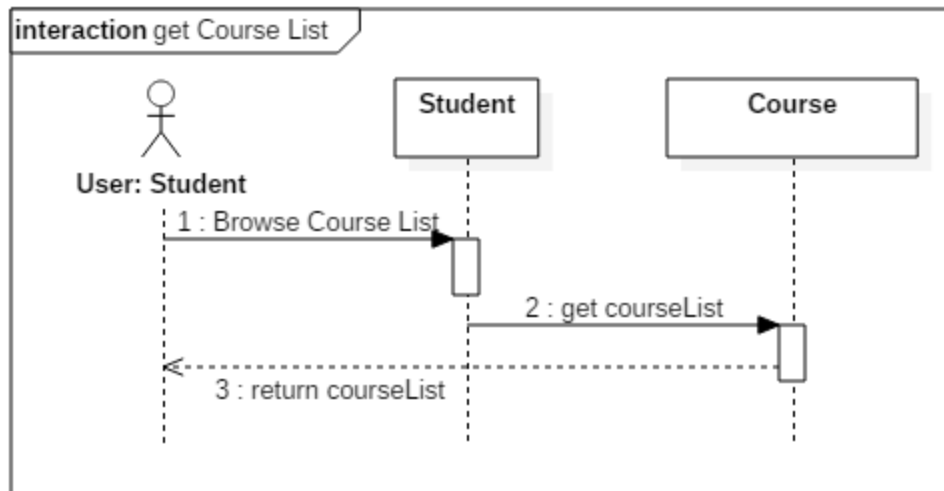 interaction get Course List
Student
Course
User: Student
1 : Browse Course List
2 : get courseList
3 : return courseList